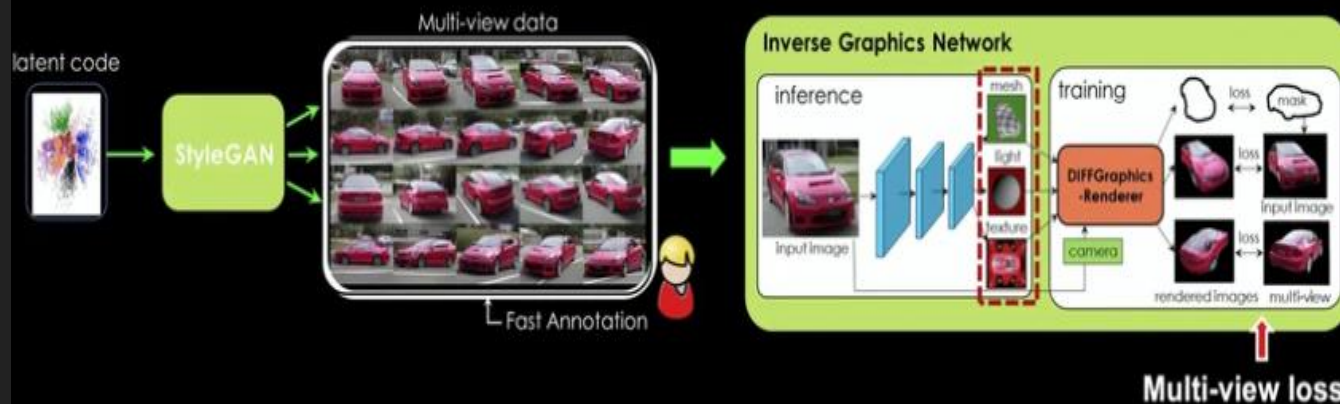 latent code
StyleGAN
Multi-view data
Fast Annotation
Inverse Graphics Network
inference
input image
mesh
light
texture
training
DIFFGraphics
-Renderer
camera
loss
mask
loss
input image
loss
rendered images
multi-view
Multi-view loss